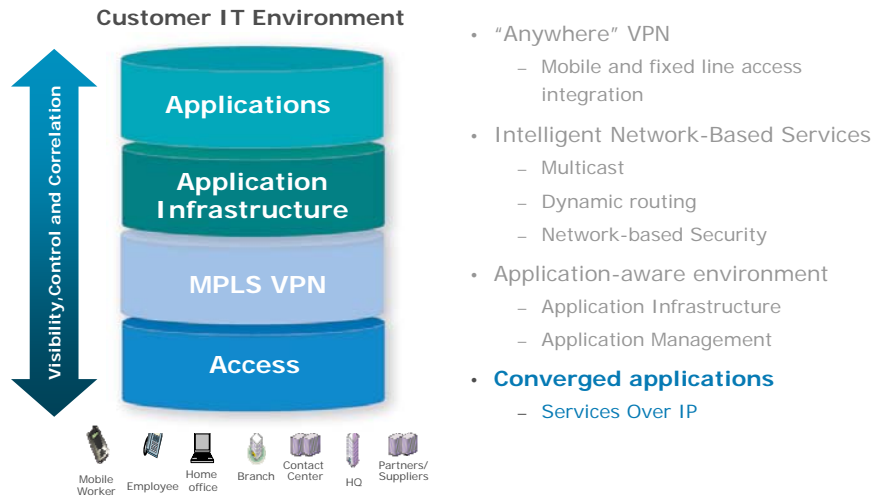 Customer IT Environment
Visibility,Control and Correlation
Applications
Application
Infrastructure
MPLS VPN
Access
Mobile
Worker
Employee
Home
office
Branch
Contact
Center
HQ
Partners/
Suppliers
• “Anywhere” VPN
– Mobile and fixed line access
integration
• Intelligent Network-Based Services
– Multicast
– Dynamic routing
– Network-based Security
• Application-aware environment
– Application Infrastructure
– Application Management
• Converged applications
– Services Over IP